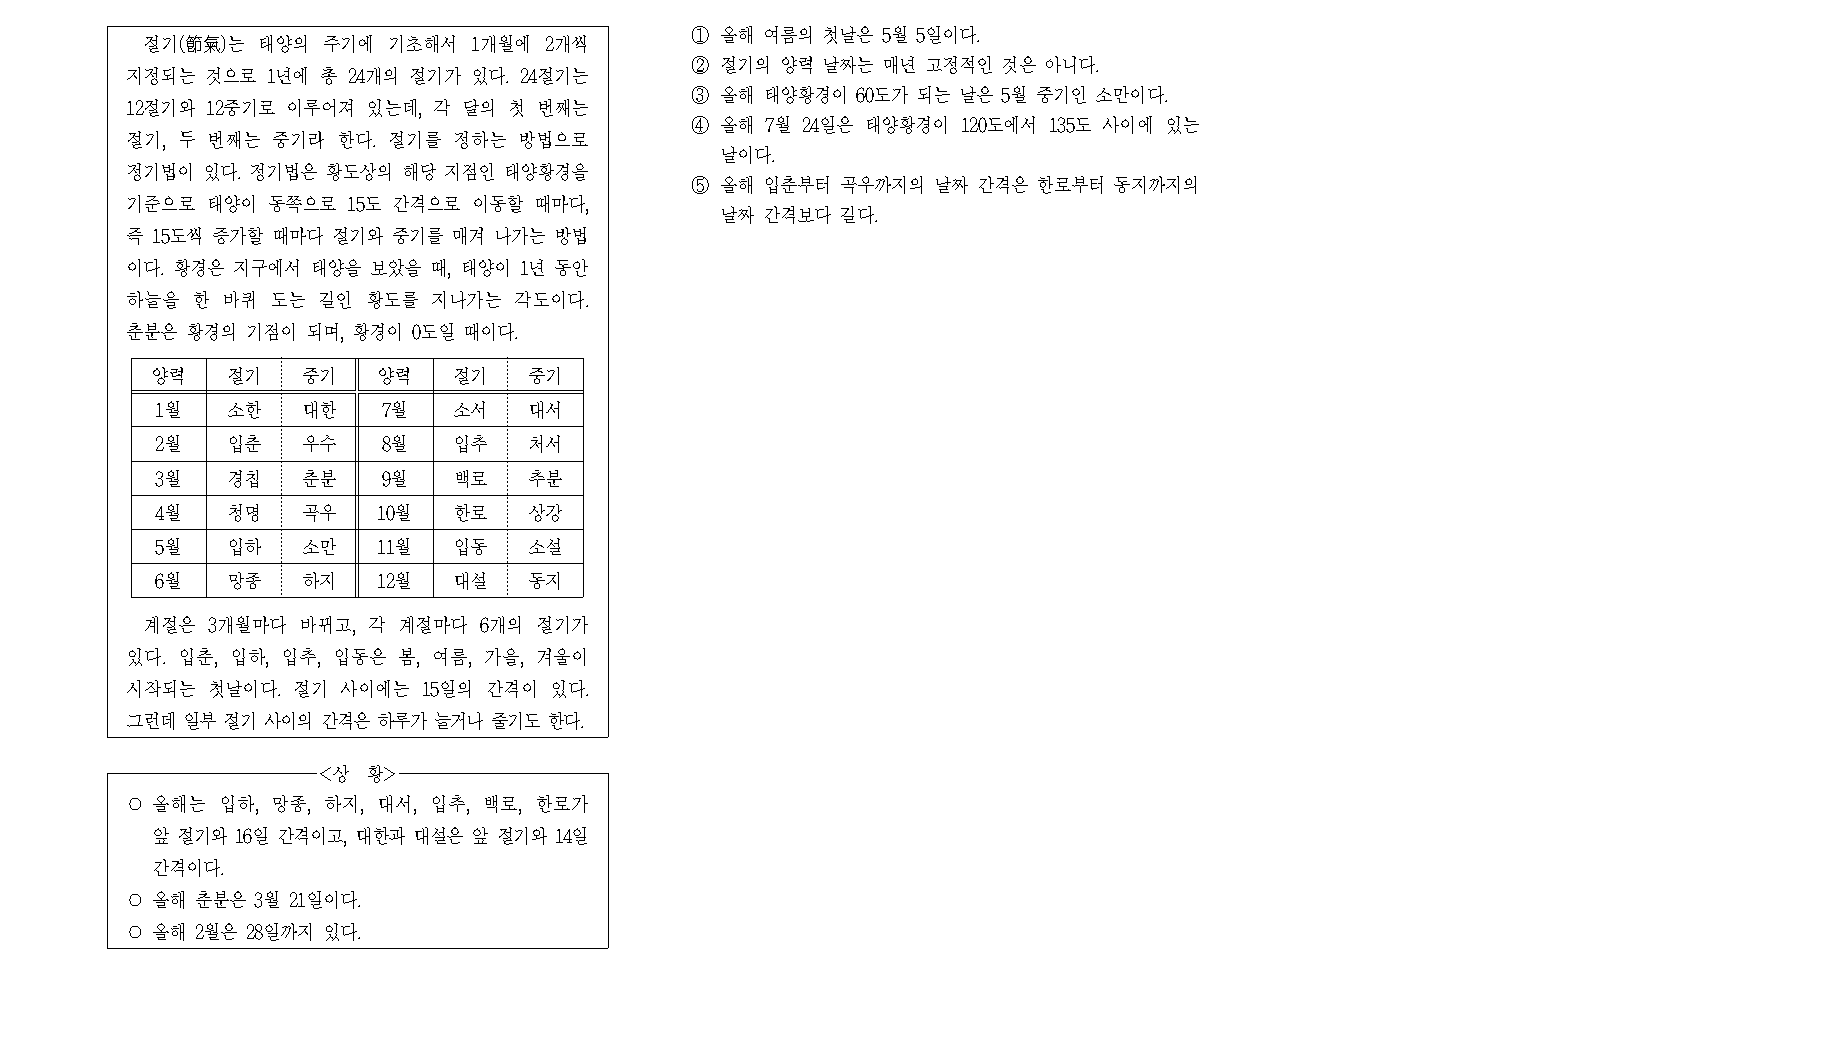 절기(節氣)는 태양의 주기에 기초해서 1개월에 2개씩
지정되는 것으로 1년에 총 24개의 절기가 있다. 24절기는
12절기와 12중기로 이루어져 있는데, 각 달의 첫 번째는
절기, 두 번째는 중기라 한다. 절기를 정하는 방법으로
정기법이 있다. 정기법은 황도상의 해당 지점인 태양황경을
기준으로 태양이 동쪽으로 15도 간격으로 이동할 때마다,
즉 15도씩 증가할 때마다 절기와 중기를 매겨 나가는 방법
이다. 황경은 지구에서 태양을 보았을 때, 태양이 1년 동안
하늘을 한 바퀴 도는 길인 황도를 지나가는 각도이다.
춘분은 황경의 기점이 되며, 황경이 0도일 때이다.
양력 절기 중기 양력 절기 중기
1월 소한 대한 7월 소서 대서
2월 입춘 우수 8월 입추 처서
3월 경칩 춘분 9월 백로 추분
4월 청명 곡우 10월 한로 상강
5월 입하 소만 11월 입동 소설
6월 망종 하지 12월 대설 동지
계절은 3개월마다 바뀌고, 각 계절마다 6개의 절기가
있다. 입춘, 입하, 입추, 입동은 봄, 여름, 가을, 겨울이
시작되는 첫날이다. 절기 사이에는 15일의 간격이 있다.
그런데 일부 절기 사이의 간격은 하루가 늘거나 줄기도 한다.
<상 황>
○ 올해는 입하, 망종, 하지, 대서, 입추, 백로, 한로가
앞 절기와 16일 간격이고, 대한과 대설은 앞 절기와 14일
간격이다.
○ 올해 춘분은 3월 21일이다.
○ 올해 2월은 28일까지 있다.
① 올해 여름의 첫날은 5월 5일이다.
② 절기의 양력 날짜는 매년 고정적인 것은 아니다.
③ 올해 태양황경이 60도가 되는 날은 5월 중기인 소만이다.
④ 올해 7월 24일은 태양황경이 120도에서 135도 사이에 있는
날이다.
⑤ 올해 입춘부터 곡우까지의 날짜 간격은 한로부터 동지까지의
날짜 간격보다 길다.